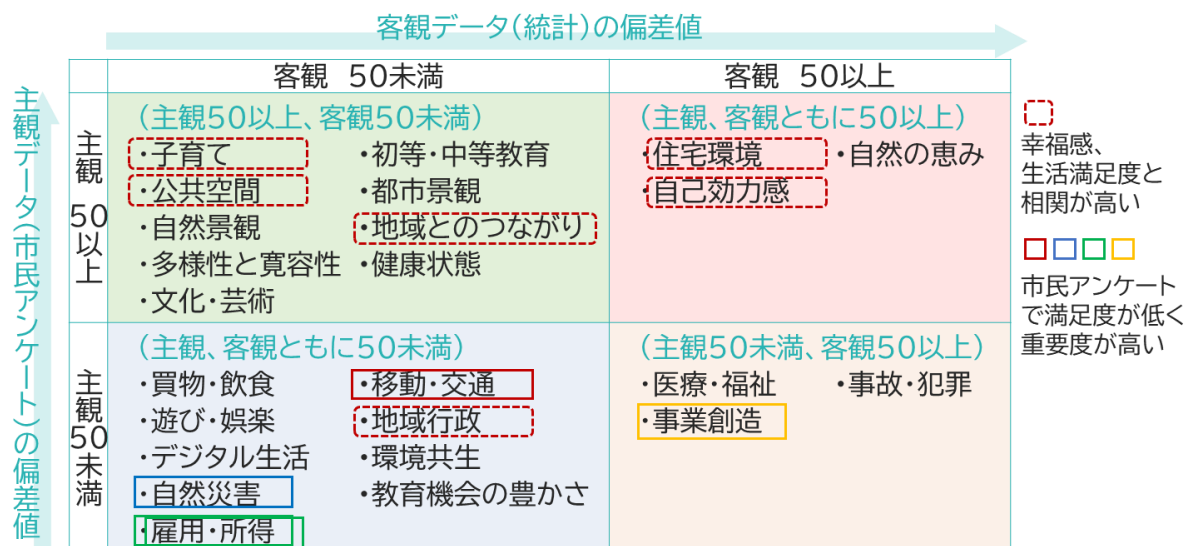 客観データ(統計)の偏差値
主観データ(市民アンケート)の偏差値
客観 50未満
客観 50以上
主観 50以上
(主観50以上、客観50未満)
・子育て
・初等・中等教育
・公共空間
・都市景観
・自然景観
・地域とのつながり
・多様性と寛容性
・健康状態
・文化・芸術
(主観、客観ともに50以上)
・住宅環境
・自然の恵み
・自己効力感
主観 50未満
(主観、客観ともに50未満)
・買物・飲食
・移動・交通
・遊び・娯楽
・地域行政
・デジタル生活
・環境共生
・自然災害
・教育機会の豊かさ
・雇用・所得
(主観50未満、客観50以上)
・医療・福祉
・事故・犯罪
・事業創造
幸福感、
生活満足度と
相関が高い
市民アンケート
で満足度が低く
重要度が高い